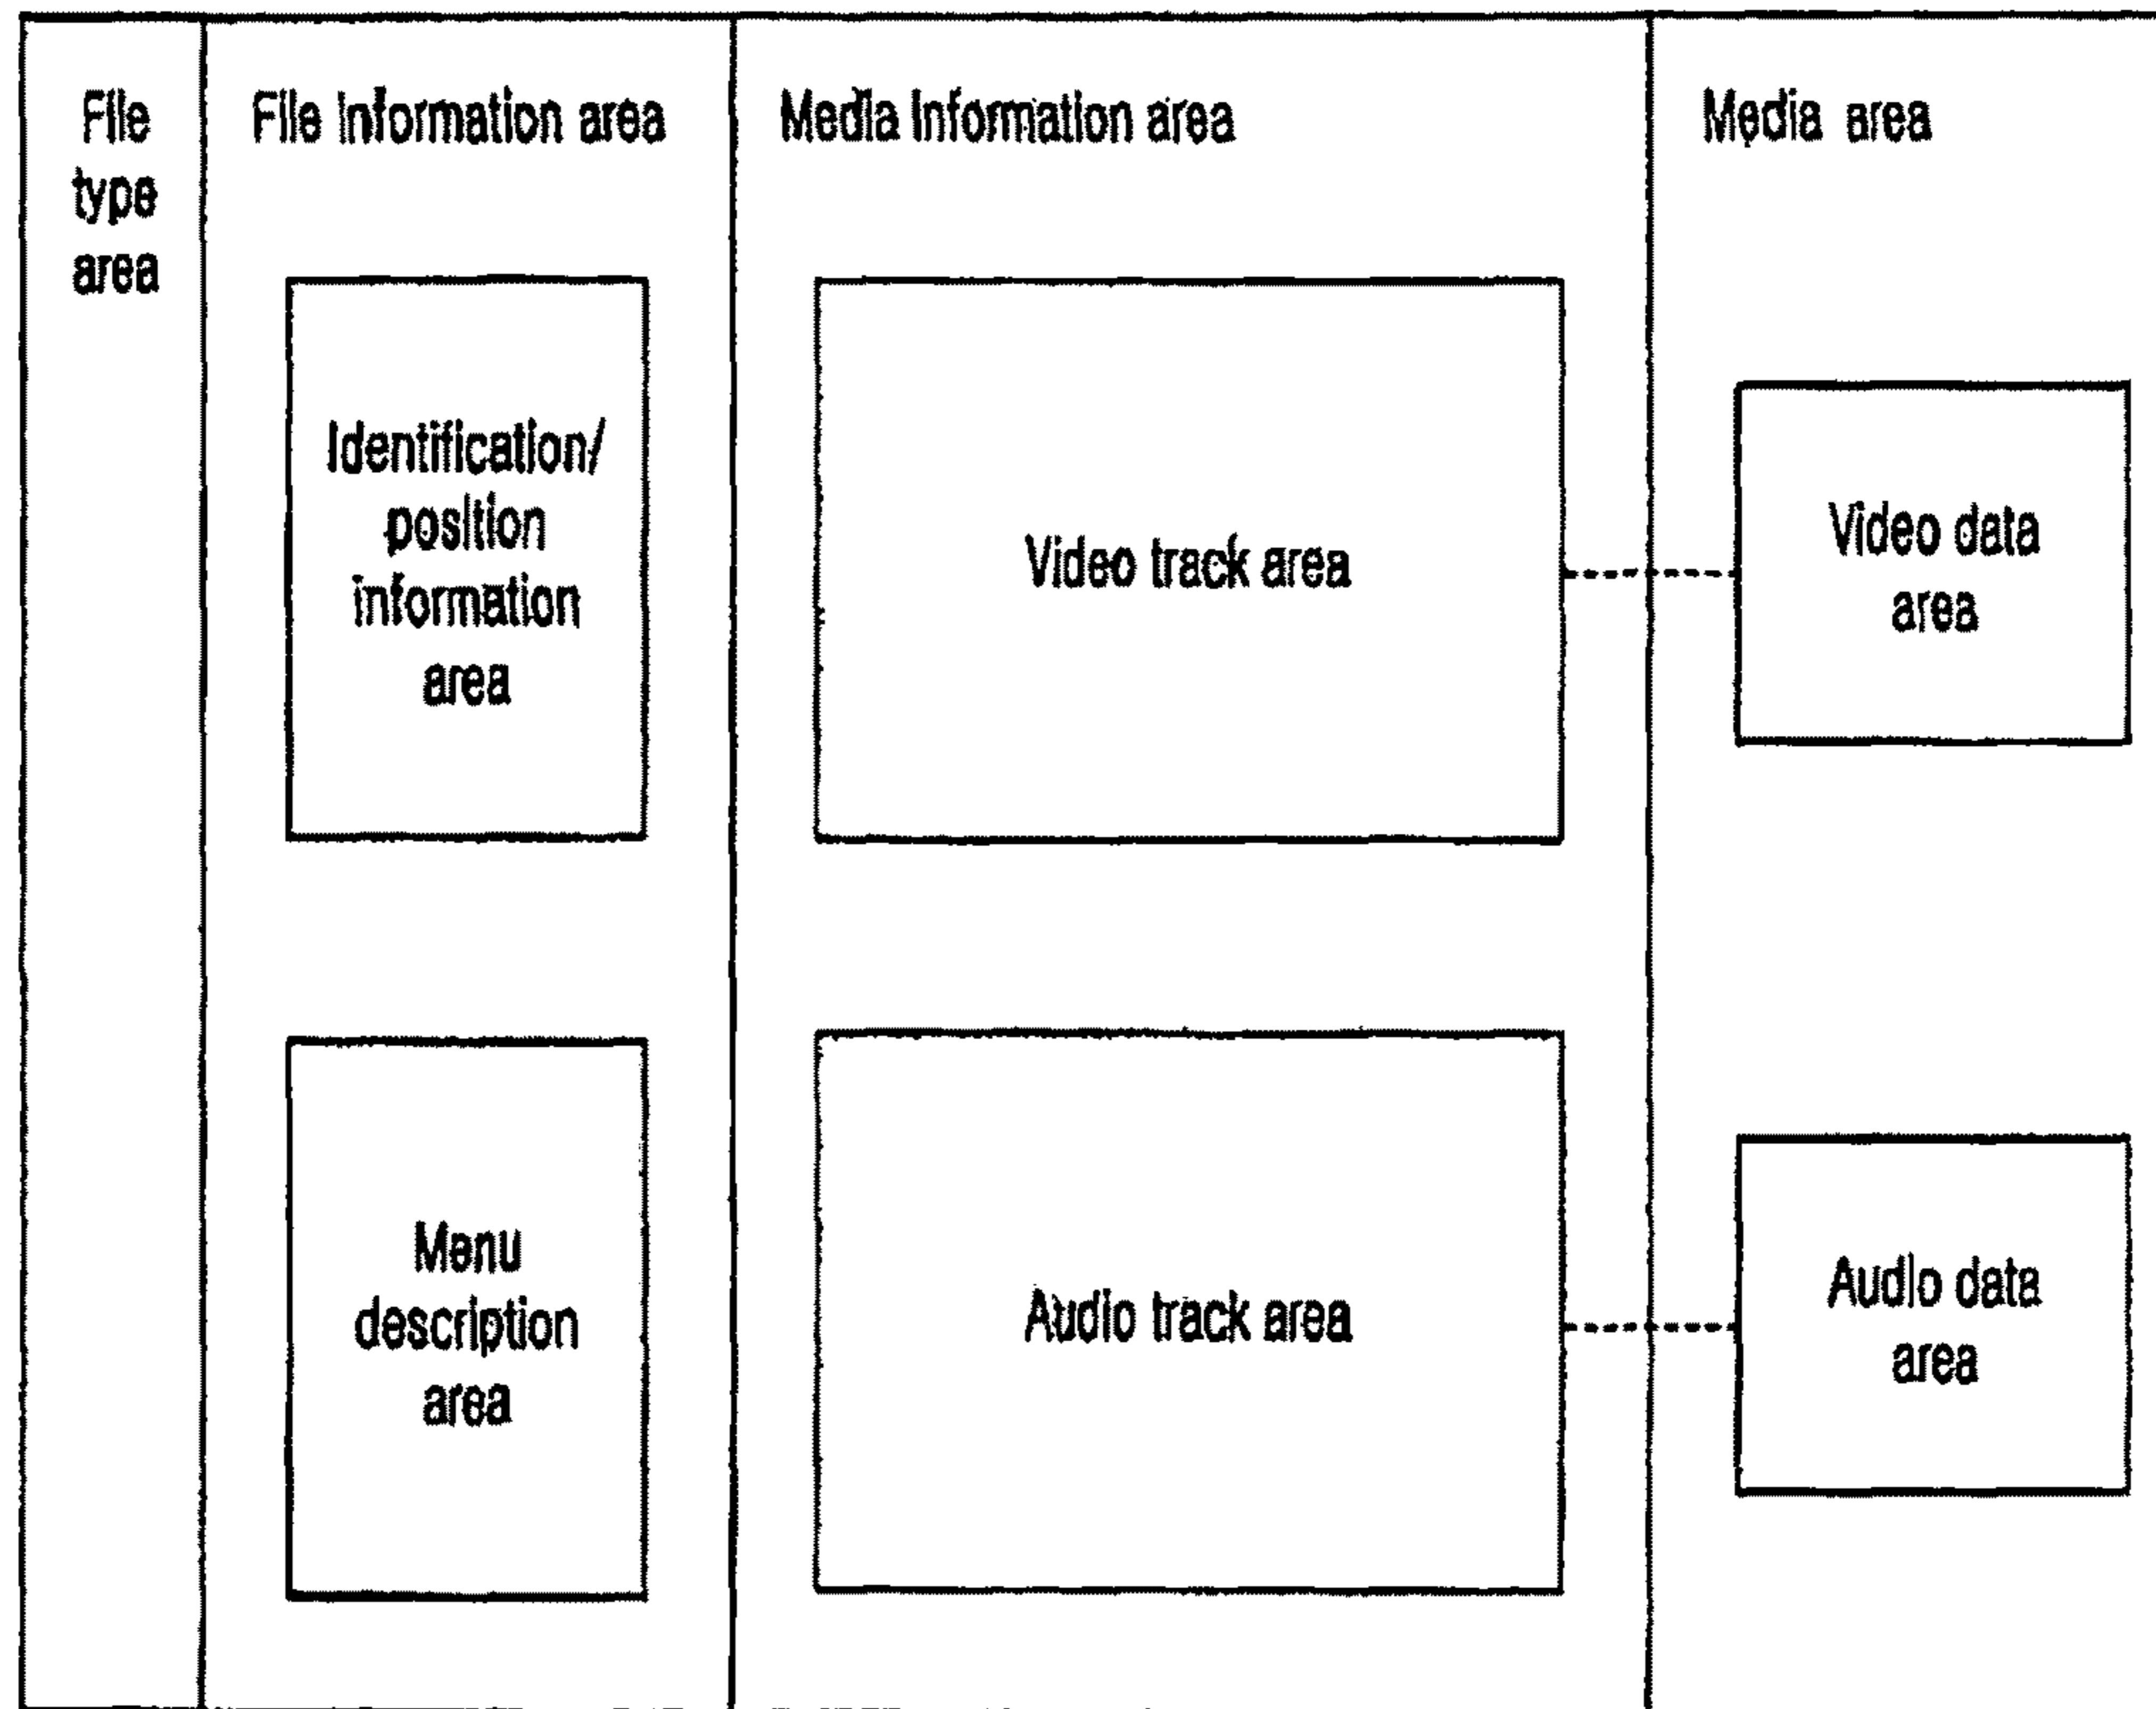 File
type
area
File Information area
Identification/
position
information
area
Menu
description
area
Media Information area
Video track area
Audio track area
Media area
Video data
area
Audio data
area